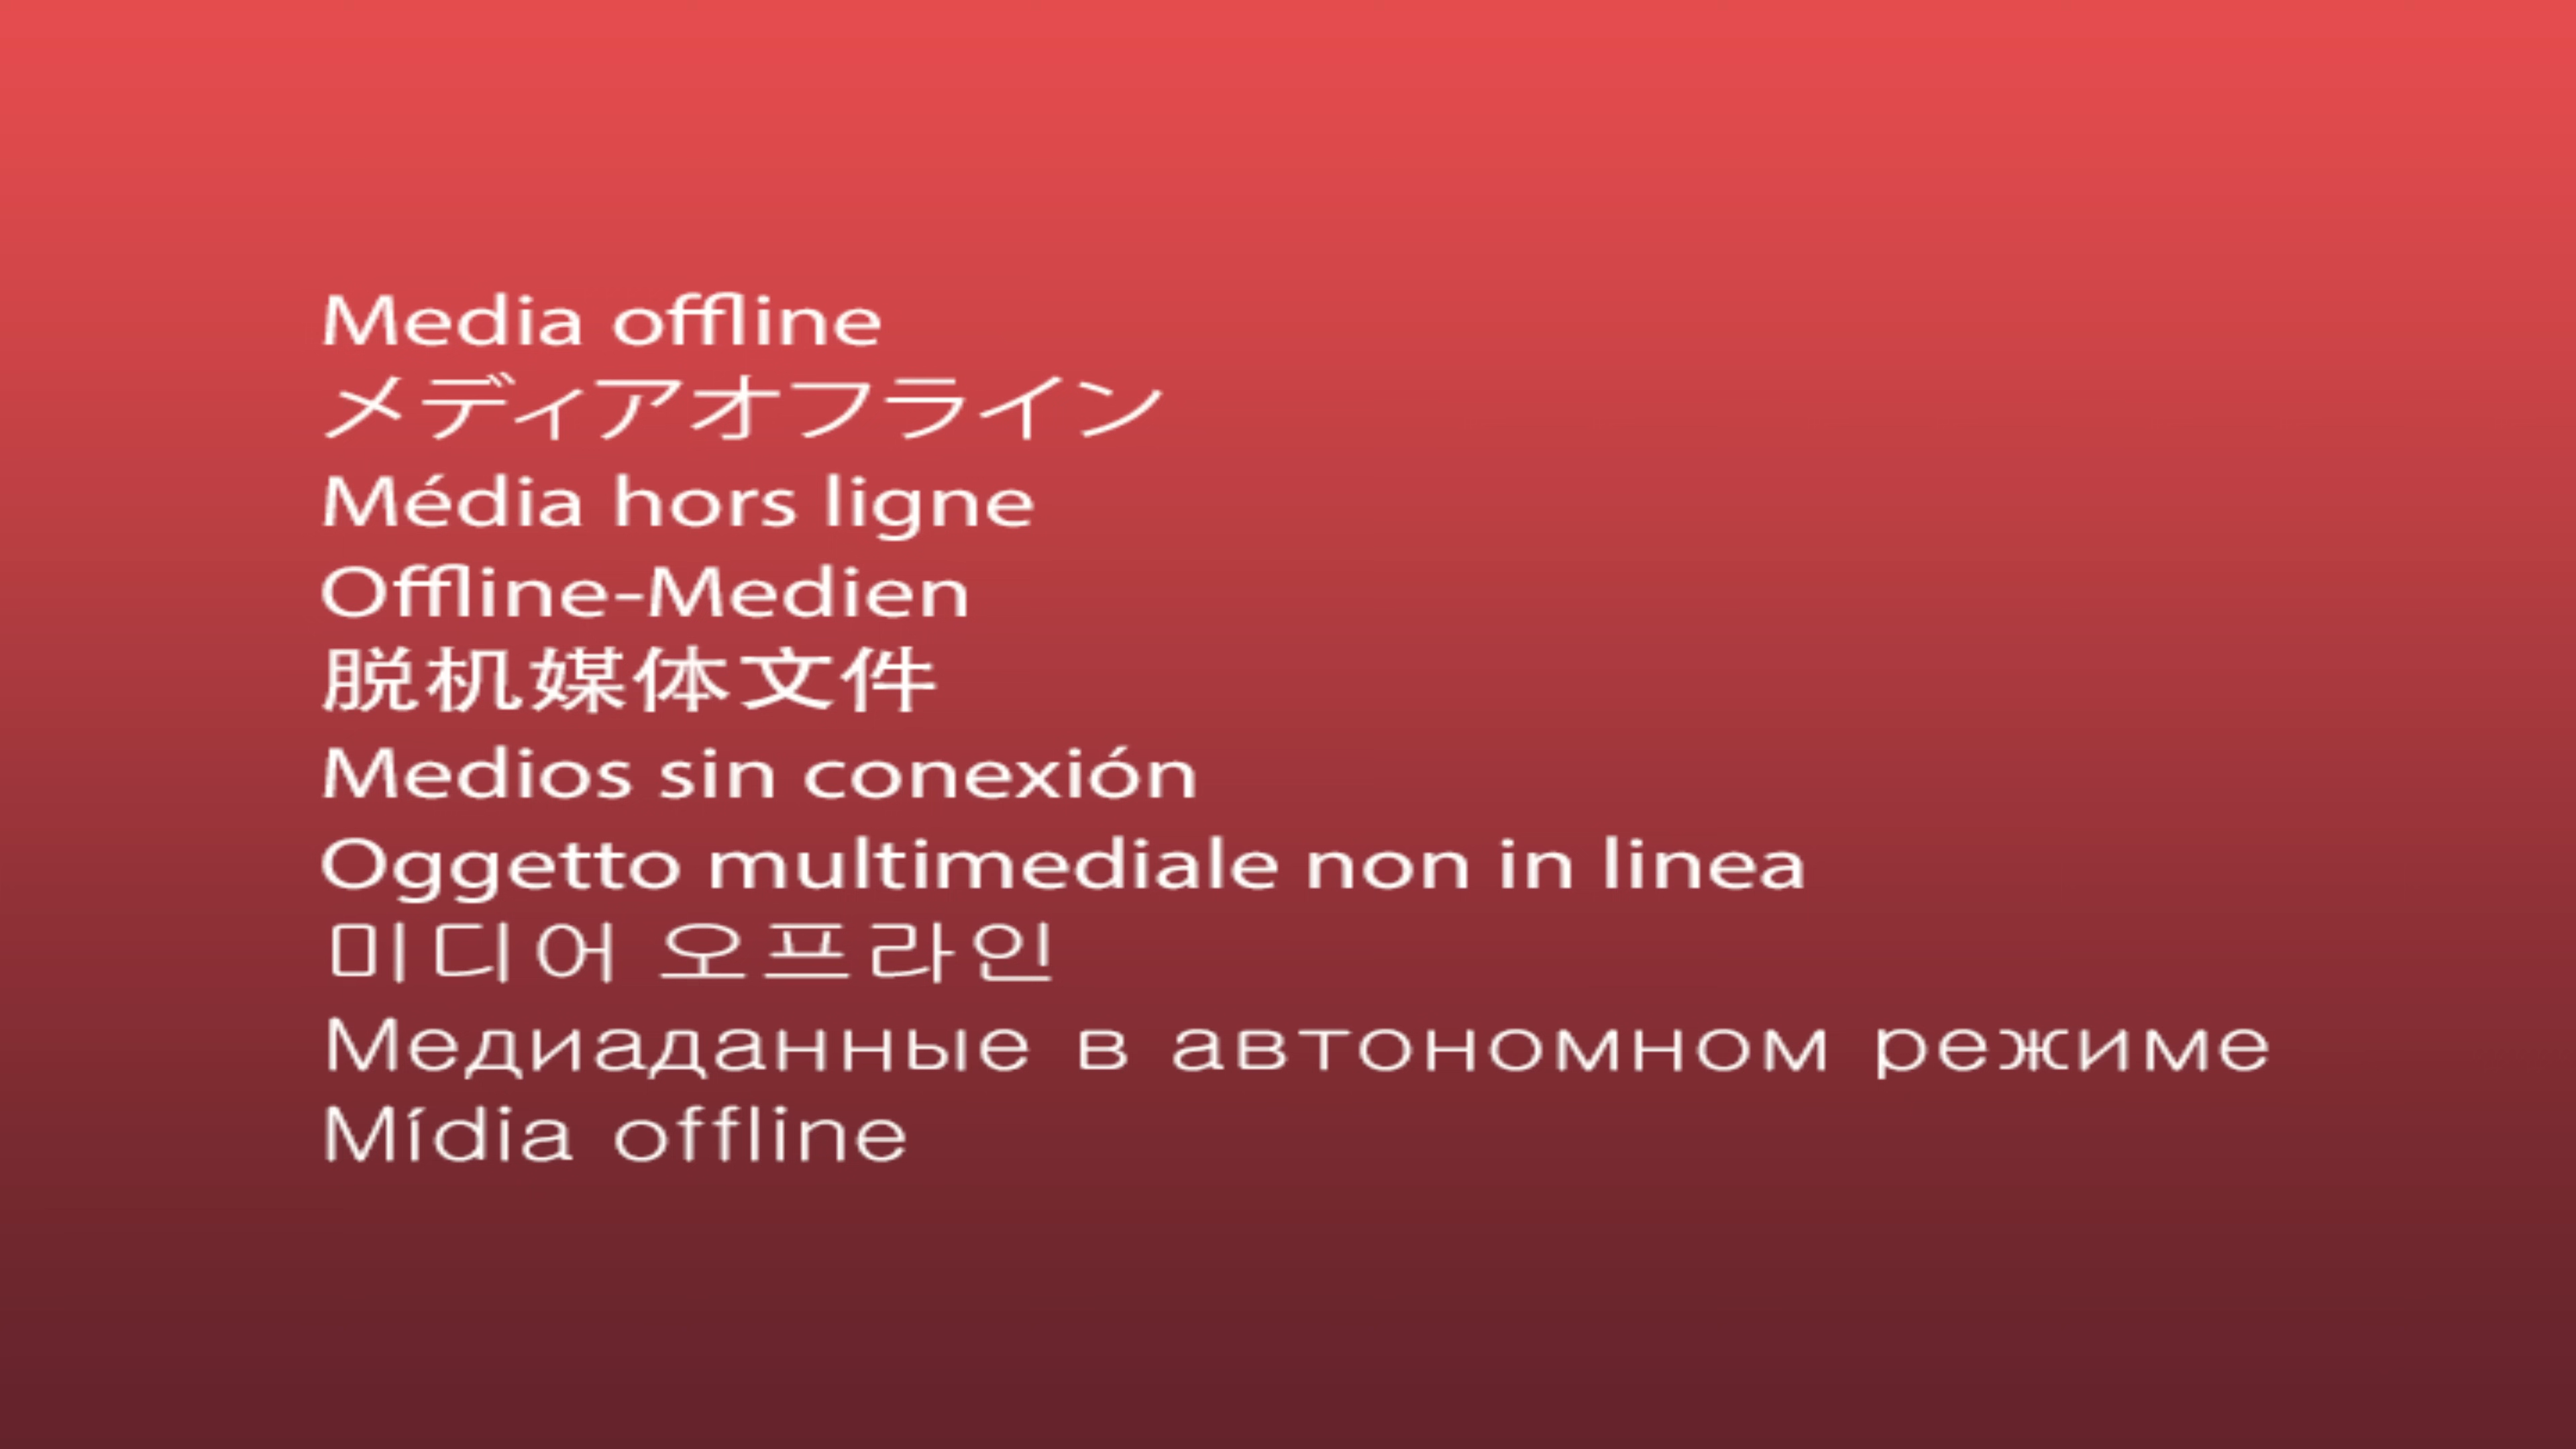 Media offline
メディアオフライン
Média hors ligne
Offline-Medien
脱机媒体文件
Medios sin conexión
Oggetto multimediale non in linea
미디어 오프라인
Медиаданные в автономном режиме
Mídia offline